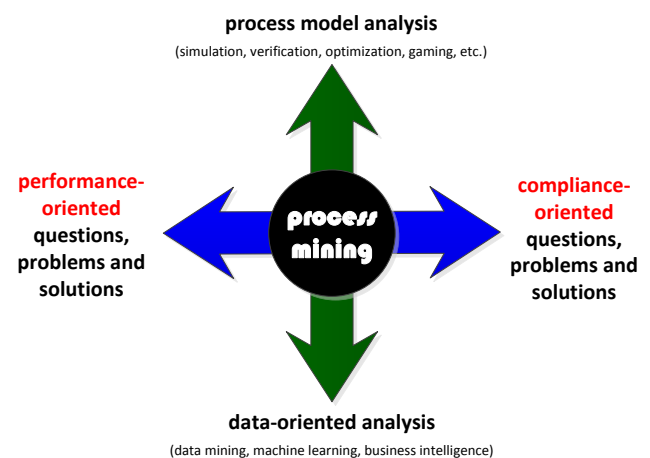 process model analysis
(simulation, verification, optimization, gaming, etc.)
performance-
oriented
questions,
problems and
solutions
process
mining
compliance-
oriented
questions,
problems and
solutions
data-oriented analysis
(data mining, machine learning, business intelligence)